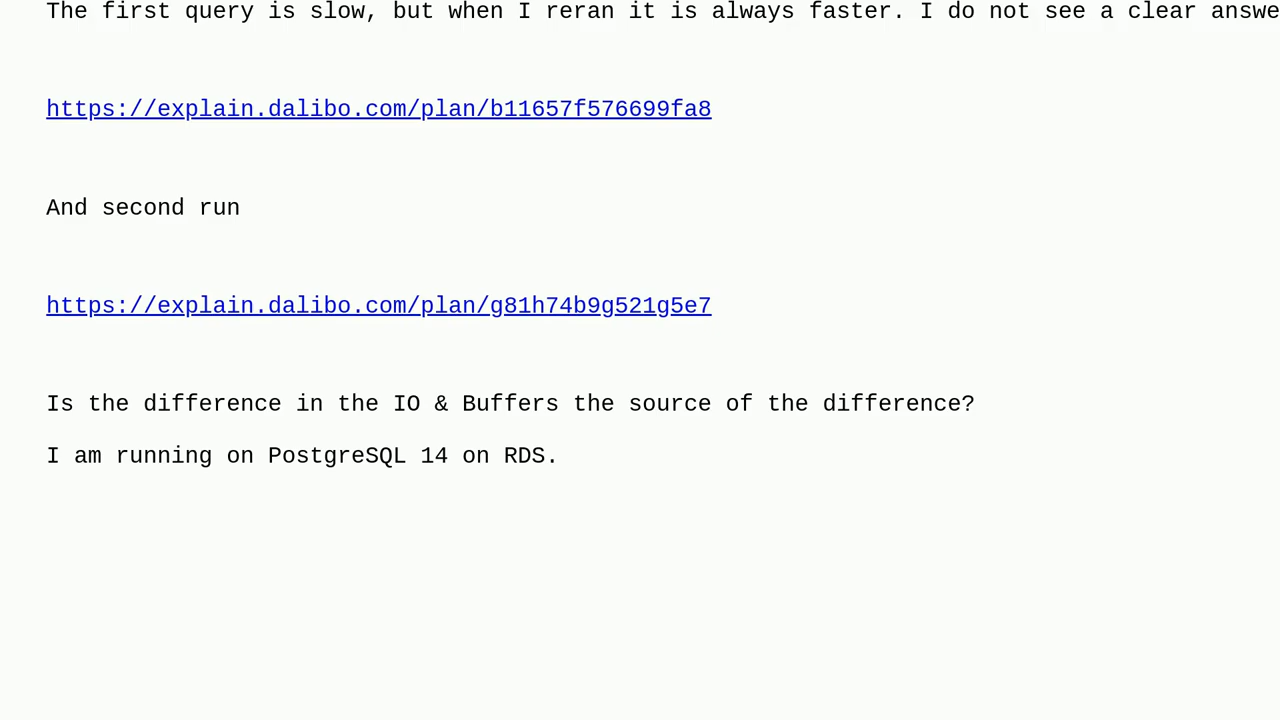 The first query is slow, but when I reran it is always faster. I do not see a clear
https://explain.dalibo.com/plan/b11657f576699fa8
And second run
https://explain.dalibo.com/plan/g81h74b9g521g5e7
Is the difference in the IO & Buffers the source of the difference?
I am running on PostgreSQL 14 on RDS.